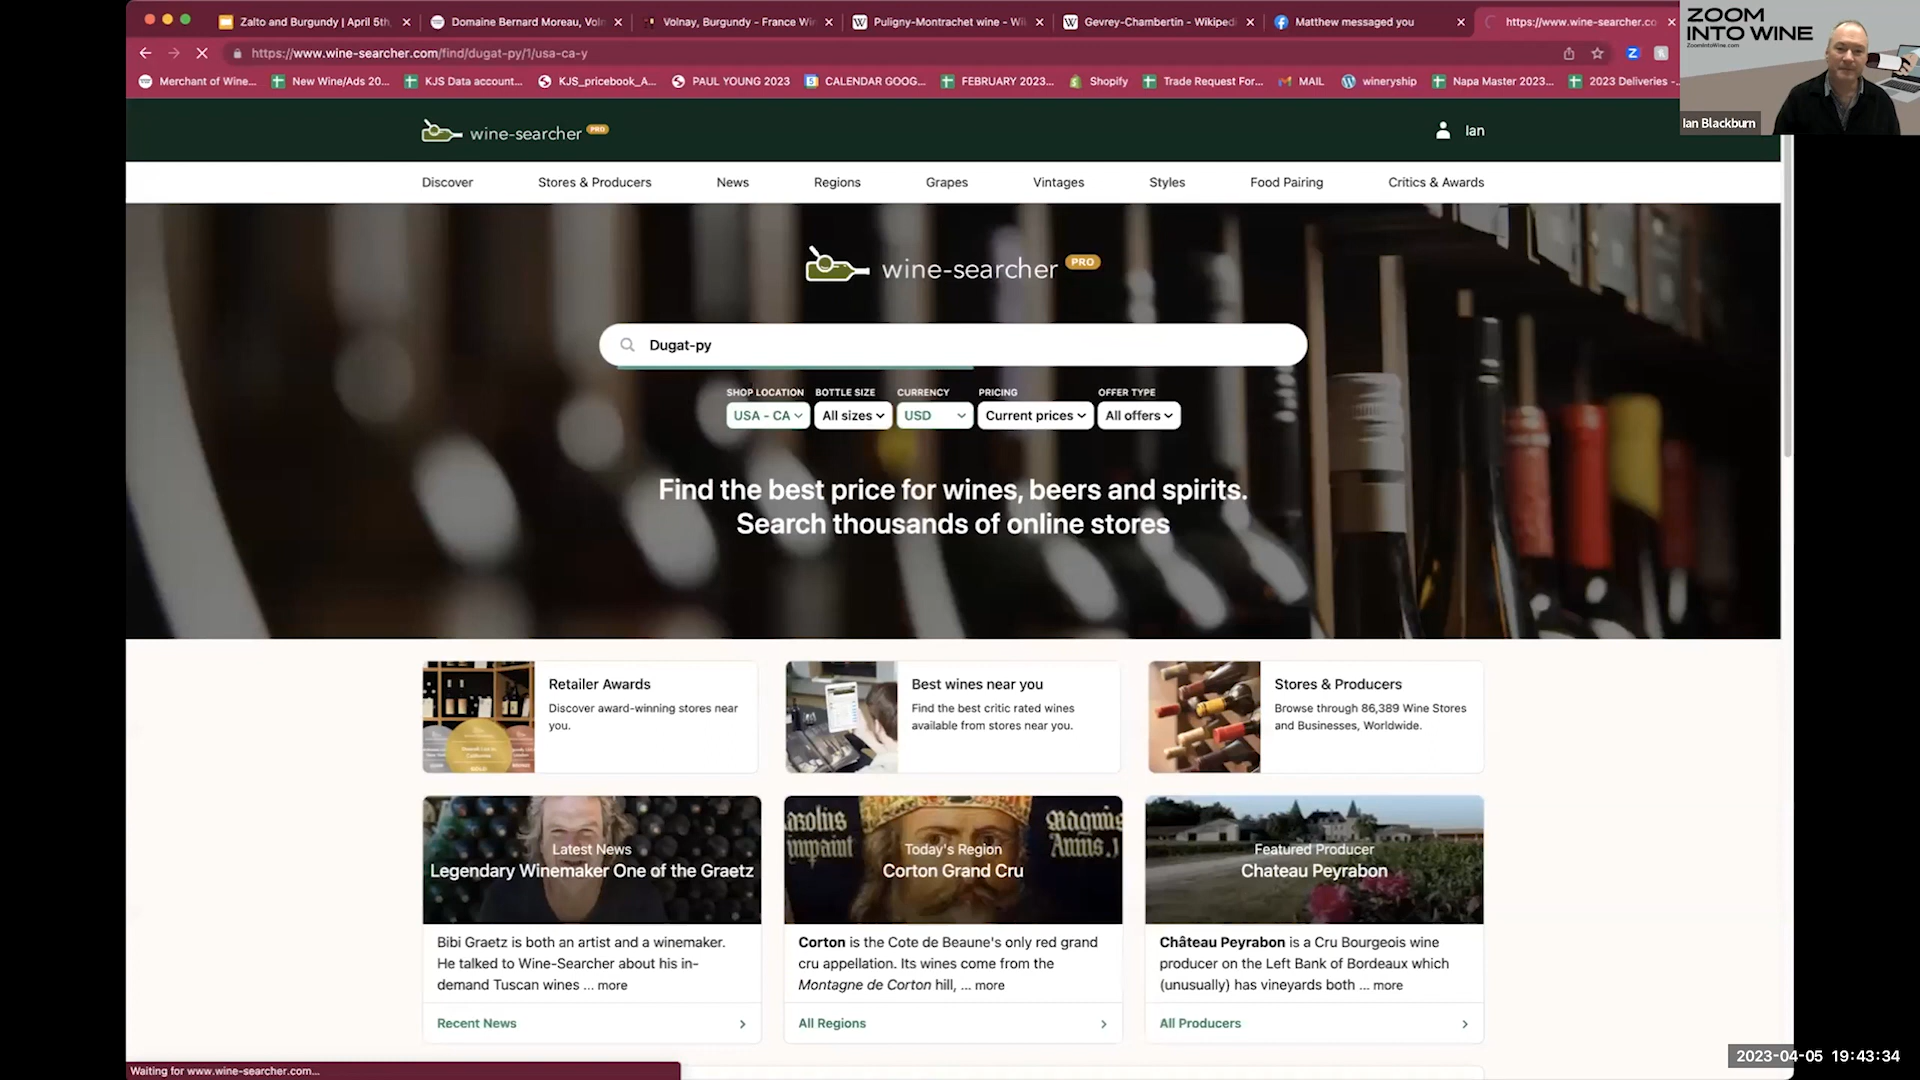 Zalto and Burgundy | April 5th,
Domaine Bernard Moreau, Voln
Volnay, Burgundy - France Win
Puligny-Montrachet wine - Wi
Gevrey-Chambertin - Wikiped
Matthew messaged you
https://www.wine-searcher.co
https://www.wine-searcher.com/find/dugat-py/1/usa-ca-y
Merchant of Wine...
New Wine/Ads 20...
KJS Data account...
KJS_pricebook_A...
PAUL YOUNG 2023
CALENDAR GOOG...
FEBRUARY 2023...
Shopify
Trade Request For...
MAIL
wineryship
Napa Master 2023...
2023 Deliveries -...
ZOOM
INTO WINE
ZoomIntoWine.com
Ian Blackburn
wine-searcher PRO
Ian
Discover
Stores & Producers
News
Regions
Grapes
Vintages
Styles
Food Pairing
Critics & Awards
wine-searcher PRO
Dugat-py
SHOP LOCATION BOTTLE SIZE CURRENCY PRICING OFFER TYPE
USA - CA All sizes USD Current prices All offers
Find the best price for wines, beers and spirits.
Search thousands of online stores
Retailer Awards
Discover award-winning stores near
you.
Best wines near you
Find the best critic rated wines
available from stores near you.
Stores & Producers
Browse through 86,389 Wine Stores
and Businesses, Worldwide.
Latest News
Legendary Winemaker One of the Graetz
Bibi Graetz is both an artist and a winemaker.
He talked to Wine-Searcher about his in-
demand Tuscan wines ... more
Recent News
Today's Region
Corton Grand Cru
Corton is the Cote de Beaune's only red grand
cru appellation. Its wines come from the
Montagne de Corton hill, ... more
All Regions
Featured Producer
Chateau Peyrabon
Château Peyrabon is a Cru Bourgeois wine
producer on the Left Bank of Bordeaux which
(unusually) has vineyards both ... more
All Producers
Waiting for www.wine-searcher.com...
2023-04-05 19:43:34